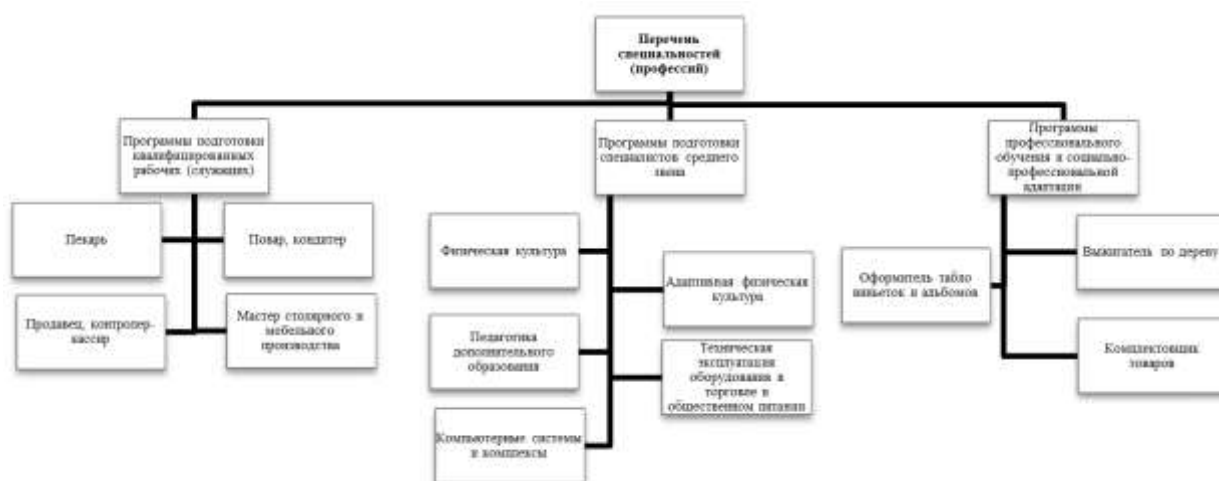 Перечень
специальностей
(профессий)
Программы подготовки
квалифицированных
рабочих (служащих)
Пекарь
Повар, кондитер
Продавец, контролер-
кассир
Мастер столярного и
мебельного
производства
Программы подготовки
специалистов среднего
звена
Физическая культура
Адаптивная физическая
культура
Педагогика
дополнительного
образования
Техническая
эксплуатация
оборудования в
торговле и
общественном питании
Компьютерные системы
и комплексы
Программы
профессионального
обучения и социально-
профессиональной
адаптации
Выжигатель по дереву
Оформитель табло
виньеток и альбомов
Комплектовщик
товаров